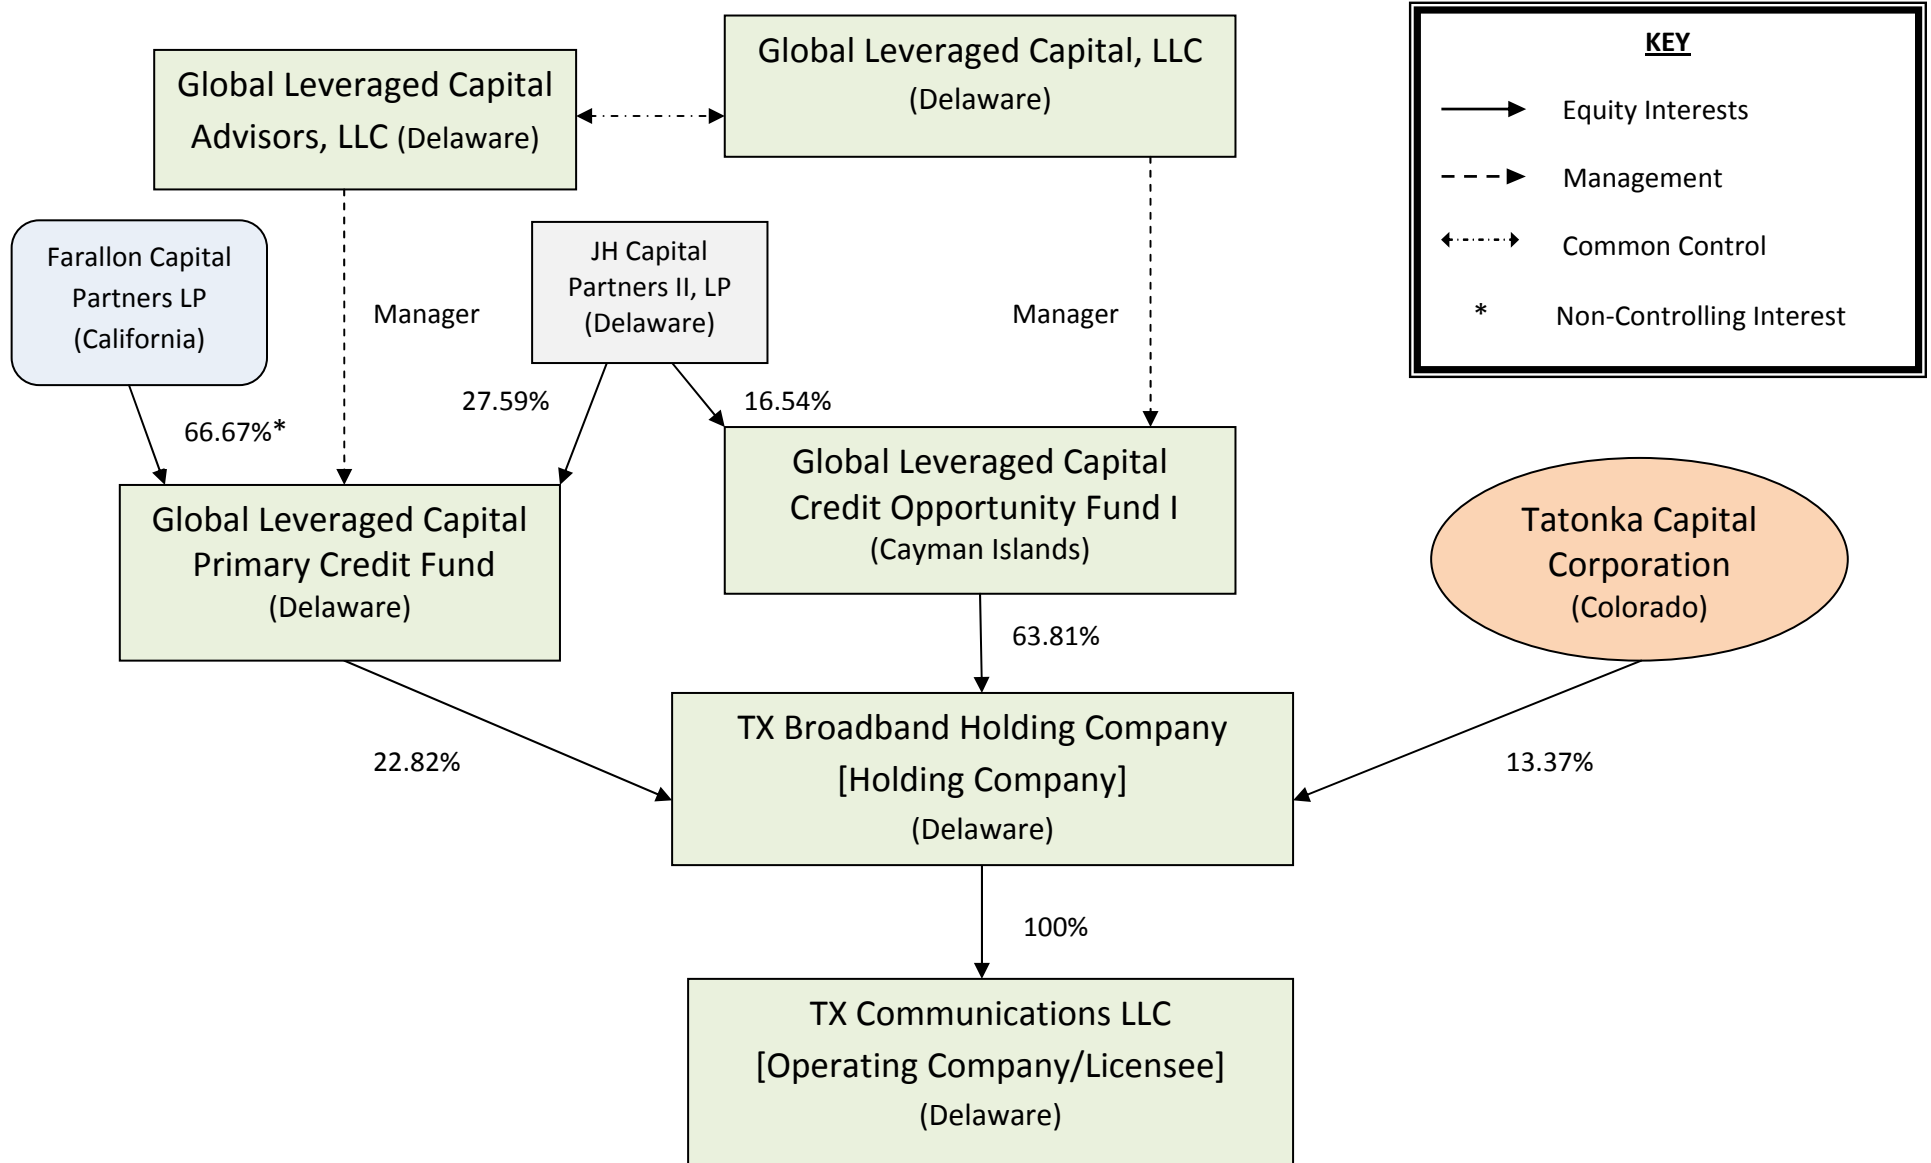 Global Leveraged Capital
Advisors, LLC (Delaware)
Global Leveraged Capital, LLC
(Delaware)
KEY
Equity Interests
Management
Common Control
* Non-Controlling Interest
Farallon Capital
Partners LP
(California)
Manager
JH Capital
Partners II, LP
(Delaware)
Manager
66.67%*
27.59%
16.54%
Global Leveraged Capital
Primary Credit Fund
(Delaware)
Global Leveraged Capital
Credit Opportunity Fund I
(Cayman Islands)
Tatonka Capital
Corporation
(Colorado)
63.81%
22.82%
13.37%
TX Broadband Holding Company
[Holding Company]
(Delaware)
100%
TX Communications LLC
[Operating Company/Licensee]
(Delaware)